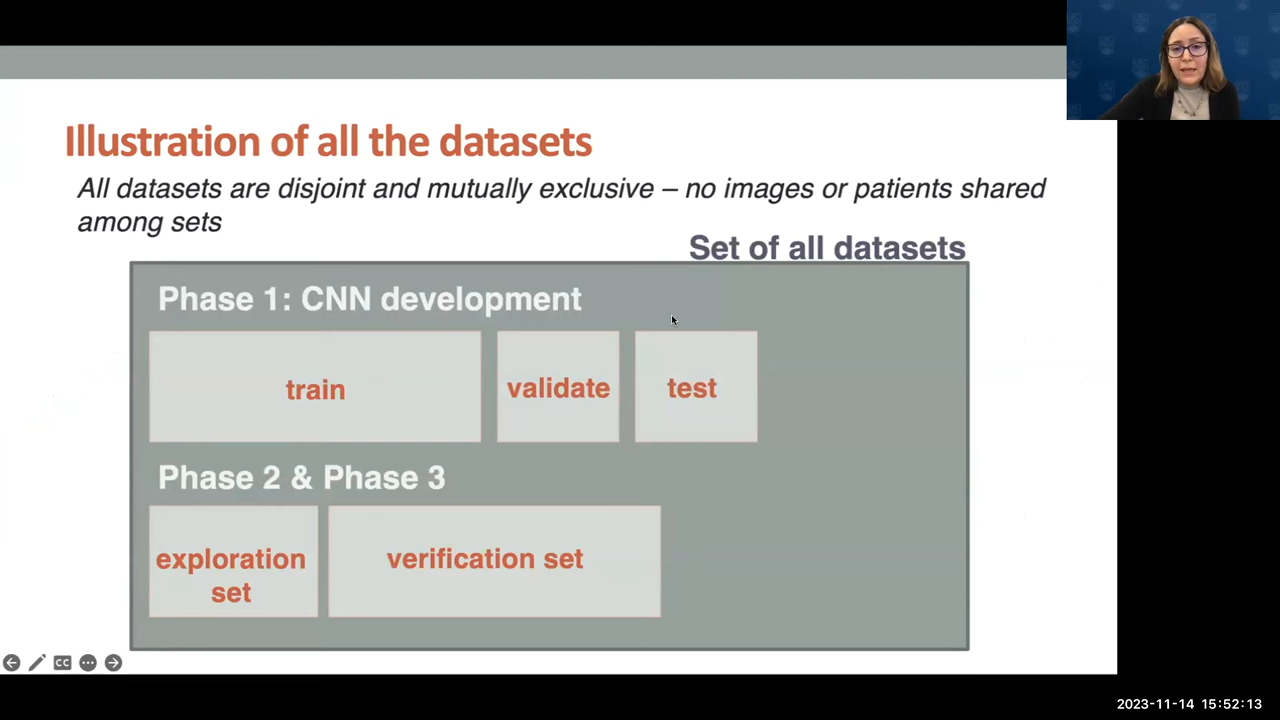 Illustration of all the datasets
All datasets are disjoint and mutually exclusive – no images or patients shared
among sets
Set of all datasets
Phase 1: CNN development
train
validate
test
Phase 2 & Phase 3
exploration
set
verification set
CC
2023-11-14 15:52:13